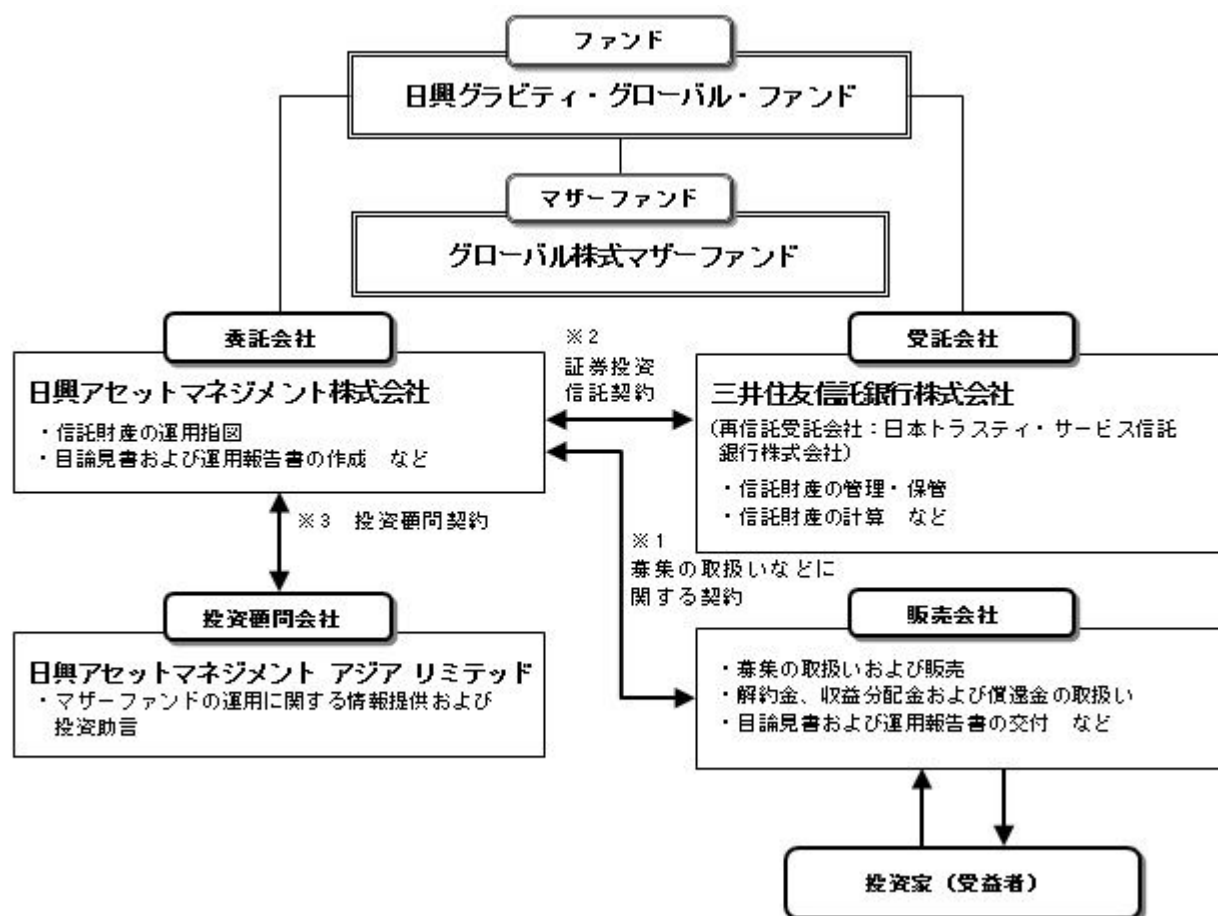 ファンド
日興グラビティ・グローバル・ファンド
マザーファンド
グローバル株式マザーファンド
委託会社
日興アセットマネジメント株式会社
・信託財産の運用指図
・目論見書および運用報告書の作成 など
※2
証券投資
信託契約
受託会社
三井住友信託銀行株式会社
(再信託受託会社:日本トラスティ・サービス信託
銀行株式会社)
・信託財産の管理・保管
・信託財産の計算 など
※3 投資顧問契約
※1
募集の取扱いなどに
関する契約
投資顧問会社
日興アセットマネジメント アジア リミテッド
・マザーファンドの運用に関する情報提供および
投資助言
販売会社
・募集の取扱いおよび販売
・解約金、収益分配金および償還金の取扱い
・目論見書および運用報告書の交付 など
投資家(受益者)